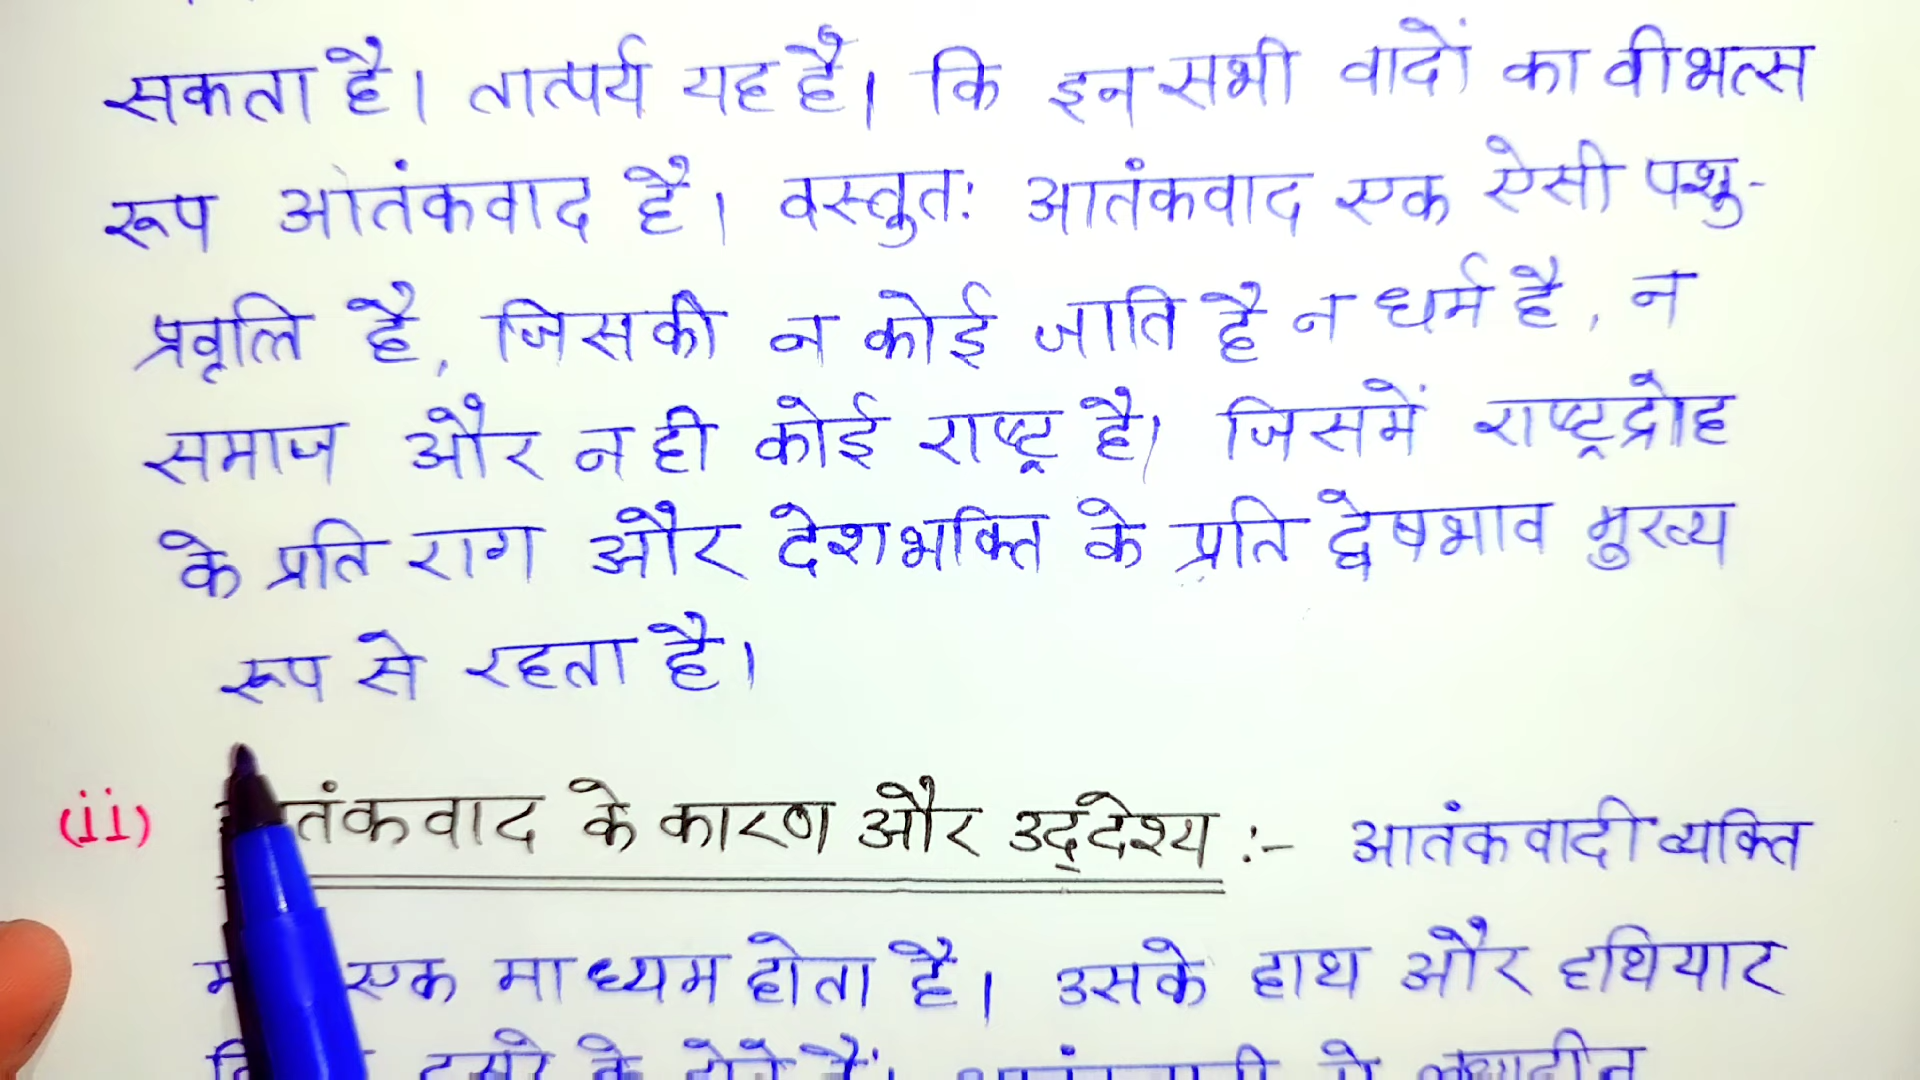 सकता है। तात्पर्य यह है। कि इन सभी वादों का वीभत्स
रूप आतंकवाद है। वस्तुतः आतंकवाद एक ऐसी पशु-
प्रवृति है, जिसकी न कोई जाति है न धर्म है, न
समाज और न ही कोई राष्ट्र है। जिसमें राष्ट्रद्रोह
के प्रति राग और देशभक्ति के प्रति द्वेषभाव मुख्य
रूप से रहता है।
(ii) आतंकवाद के कारण और उद्देश्य :- आतंकवादी व्यक्ति
एक माध्यम होता है। उसके हाथ और हथियार
दूसरे के होते हैं।